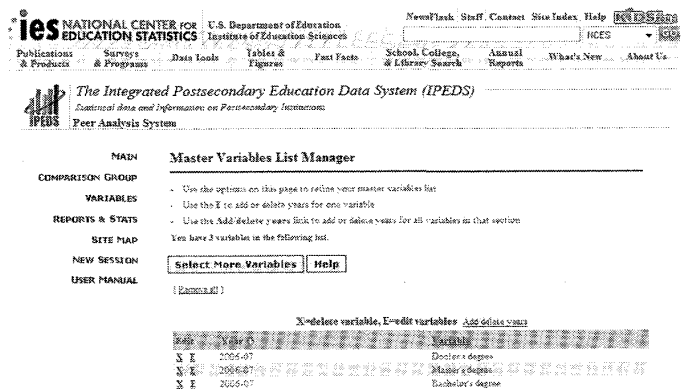 ies NATIONAL CENTER FOR EDUCATION STATISTICS
U.S. Department of Education
Institute of Education Sciences
NewsFlash Staff Contact Site Index Help
NCES GO
Publications & Products
Surveys & Programs
Data Tools
Tables & Figures
Fast Facts
School, College, & Library Search
Annual Reports
What's New
About Us
IPEDS
The Integrated Postsecondary Education Data System (IPEDS)
Statistical data and information on Postsecondary Institutions
Peer Analysis System
MAIN
COMPARISON GROUP
VARIABLES
REPORTS & STATS
SITE MAP
NEW SESSION
USER MANUAL
Master Variables List Manager
- Use the options on this page to refine your master variables list
- Use the E to add or delete years for one variable
- Use the Add/delete years link to add or delete years for all variables in that section
You have 3 variables in the following list.
Select More Variables Help
[ Remove all ]
X=delete variable, E=edit variables Add/delete years
Edit Year Variable
X E 2006-07 Doctor's degree
X E 2006-07 Master's degree
X E 2006-07 Bachelor's degree